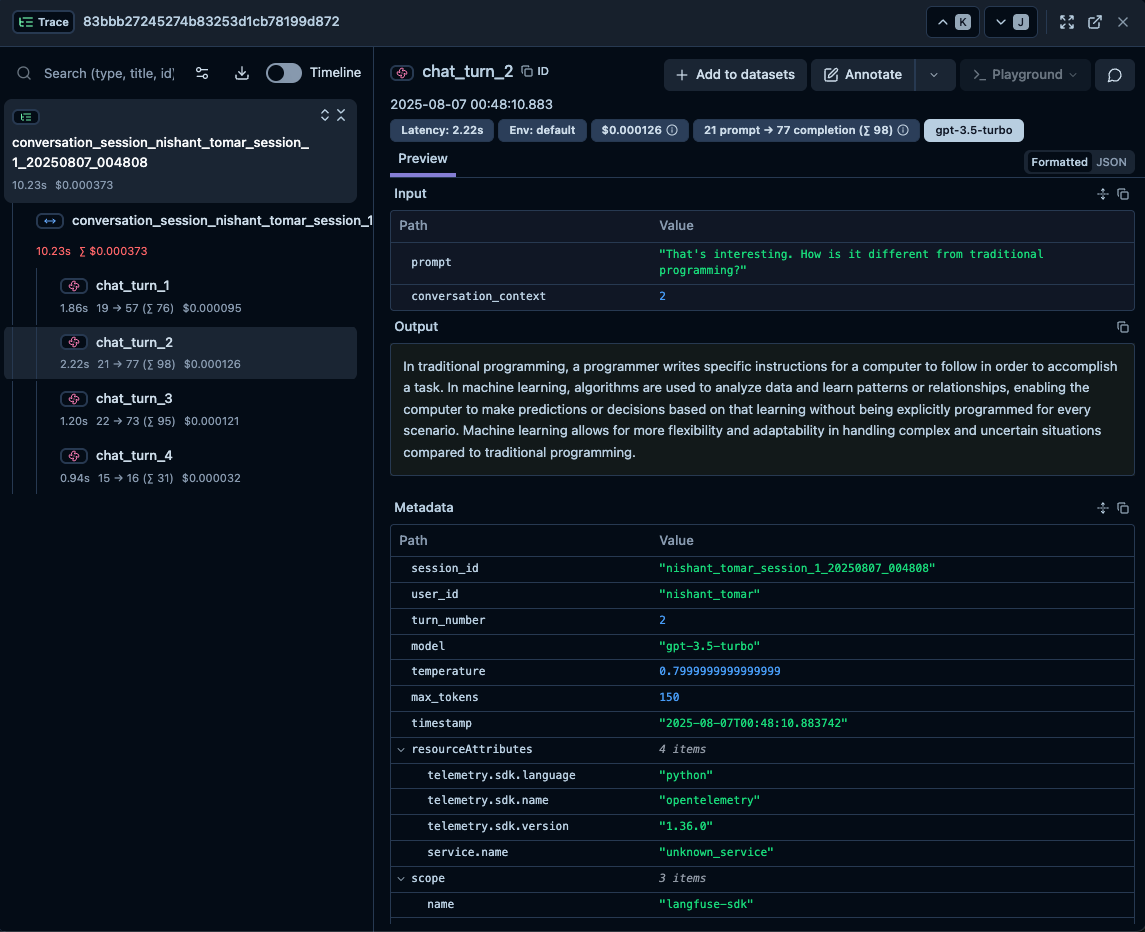 Trace 83bbb27245274b83253d1cb78199d872 K J
Search (type, title, id) Timeline
conversation_session_nishant_tomar_session_
1_20250807_004808
10.23s $0.000373
conversation_session_nishant_tomar_session_1
10.23s ∑ $0.000373
chat_turn_1
1.86s 19 → 57 (∑ 76) $0.000095
chat_turn_2
2.22s 21 → 77 (∑ 98) $0.000126
chat_turn_3
1.20s 22 → 73 (∑ 95) $0.000121
chat_turn_4
0.94s 15 → 16 (∑ 31) $0.000032
chat_turn_2 ID
Add to datasets Annotate Playground
2025-08-07 00:48:10.883
Latency: 2.22s Env: default $0.000126 21 prompt → 77 completion (∑ 98) gpt-3.5-turbo
Preview
Formatted JSON
Input
Path Value
prompt "That's interesting. How is it different from traditional
programming?"
conversation_context 2
Output
In traditional programming, a programmer writes specific instructions for a computer to follow in order to accomplish
a task. In machine learning, algorithms are used to analyze data and learn patterns or relationships, enabling the
computer to make predictions or decisions based on that learning without being explicitly programmed for every
scenario. Machine learning allows for more flexibility and adaptability in handling complex and uncertain situations
compared to traditional programming.
Metadata
Path Value
session_id "nishant_tomar_session_1_20250807_004808"
user_id "nishant_tomar"
turn_number 2
model "gpt-3.5-turbo"
temperature 0.7999999999999999
max_tokens 150
timestamp "2025-08-07T00:48:10.883742"
resourceAttributes 4 items
telemetry.sdk.language "python"
telemetry.sdk.name "opentelemetry"
telemetry.sdk.version "1.36.0"
service.name "unknown_service"
scope 3 items
name "langfuse-sdk"